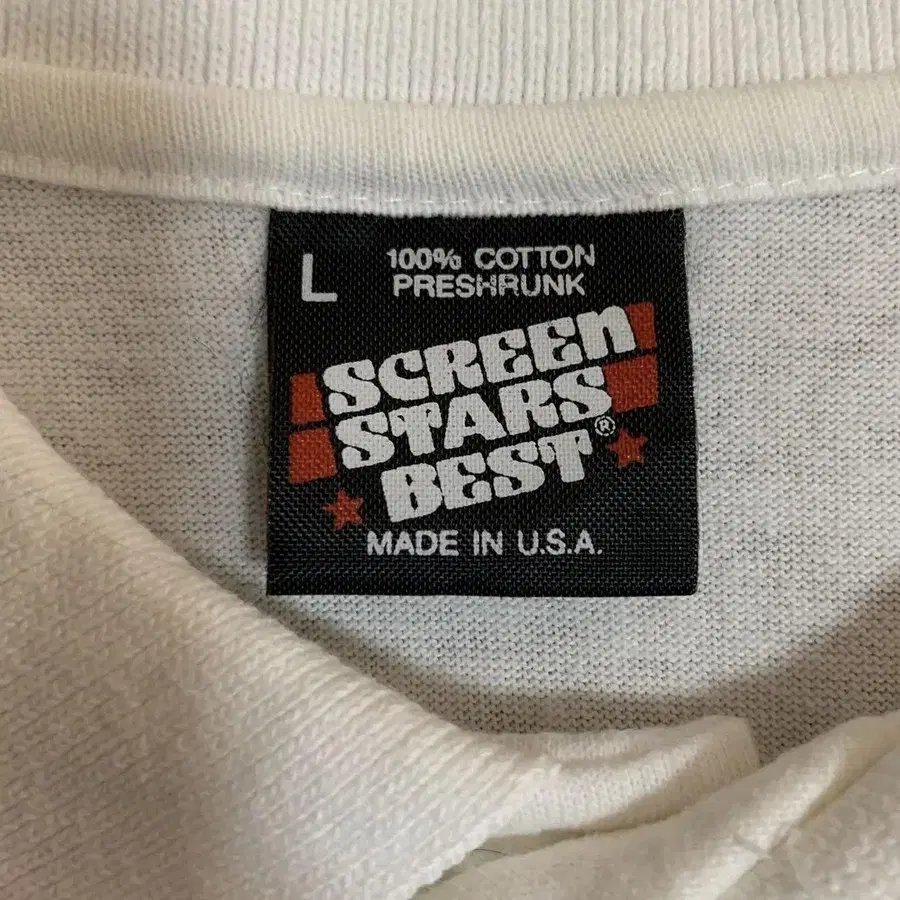 L
100% COTTON
PRESHRUNK
SCREEN
STARS
BEST®
MADE IN U.S.A.